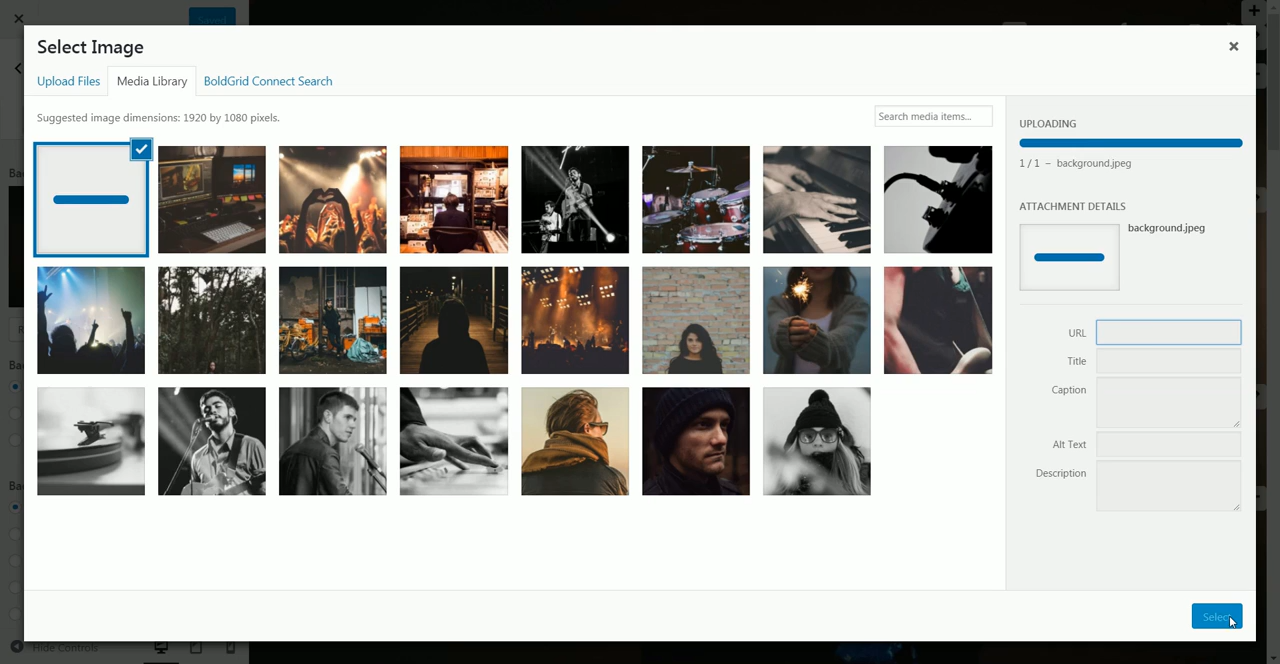 Saved
Select Image
Upload Files
Media Library
BoldGrid Connect Search
Suggested image dimensions: 1920 by 1080 pixels.
Search media items...
UPLOADING
1 / 1 – background.jpeg
ATTACHMENT DETAILS
background.jpeg
URL
Title
Caption
Alt Text
Description
Select
Hide Controls